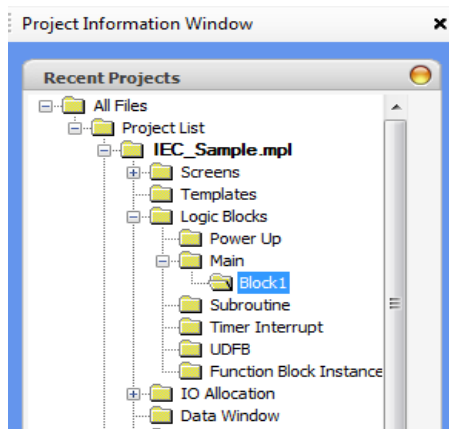 Project Information Window
Recent Projects
All Files
Project List
IEC_Sample.mpl
Screens
Templates
Logic Blocks
Power Up
Main
Block1
Subroutine
Timer Interrupt
UDFB
Function Block Instance
IO Allocation
Data Window